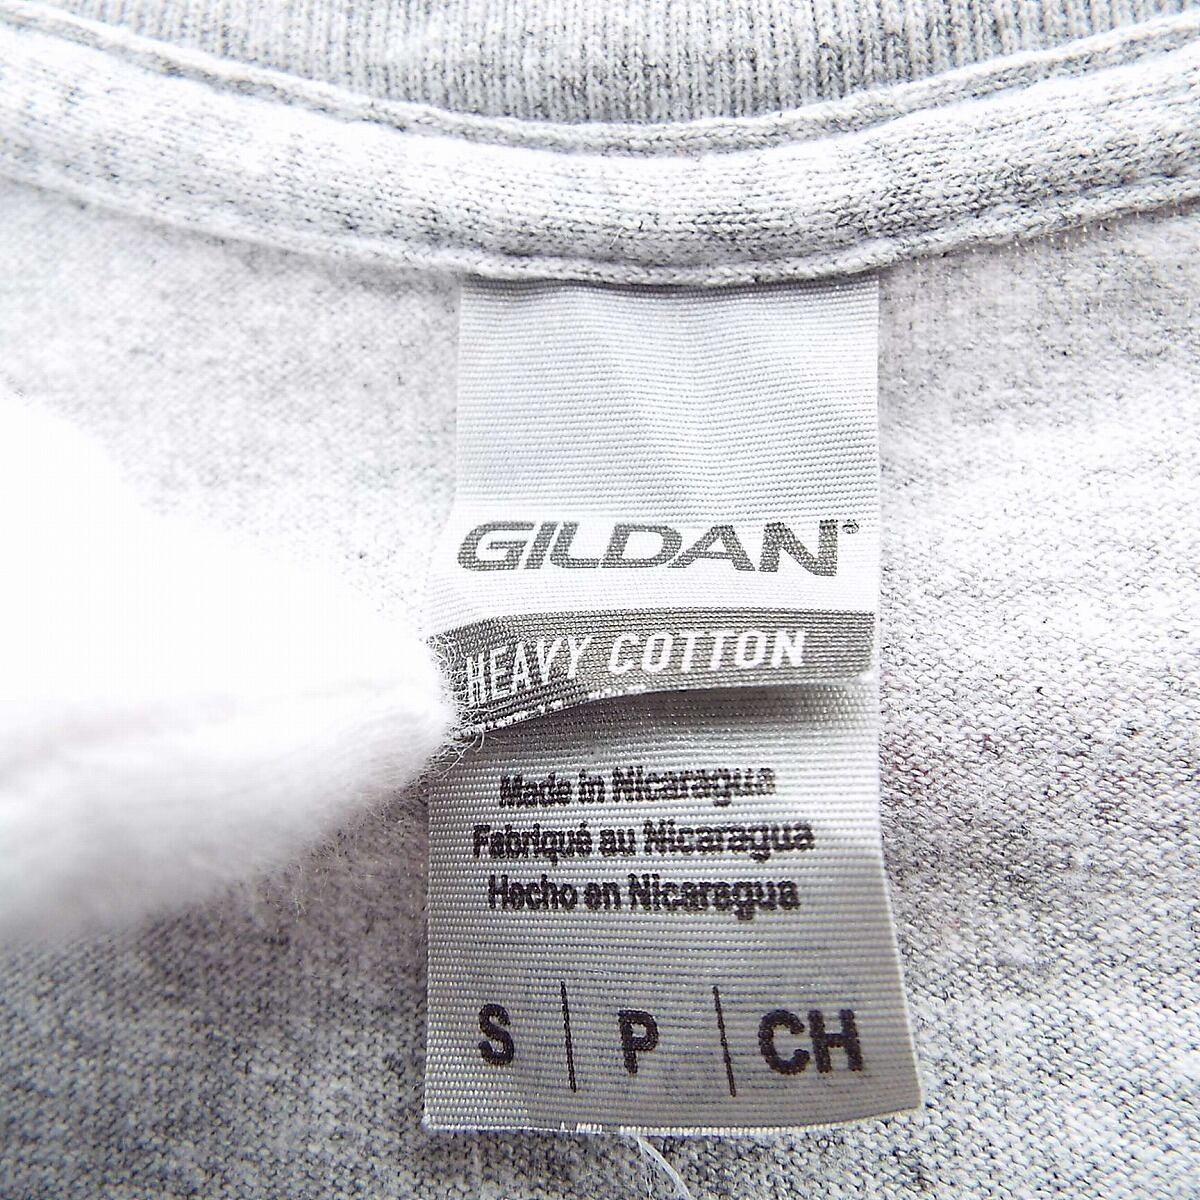 GILDAN®
HEAVY COTTON
Made in Nicaragua
Fabriqué au Nicaragua
Hecho en Nicaragua
S | P | CH